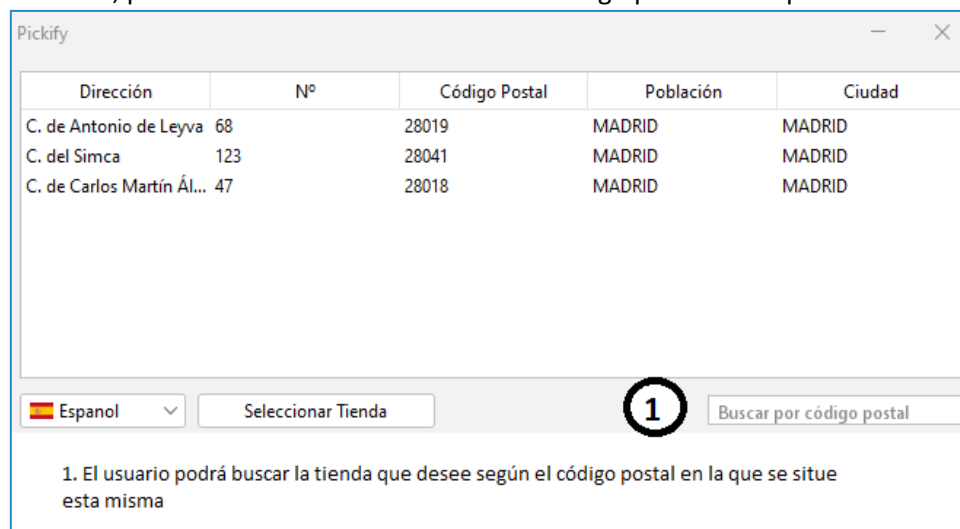 Pickify
Dirección Nº Código Postal Población Ciudad
C. de Antonio de Leyva 68 28019 MADRID MADRID
C. del Simca 123 28041 MADRID MADRID
C. de Carlos Martín Ál... 47 28018 MADRID MADRID
Espanol Seleccionar Tienda 1 Buscar por código postal
1. El usuario podrá buscar la tienda que desee según el código postal en la que se situe
esta misma